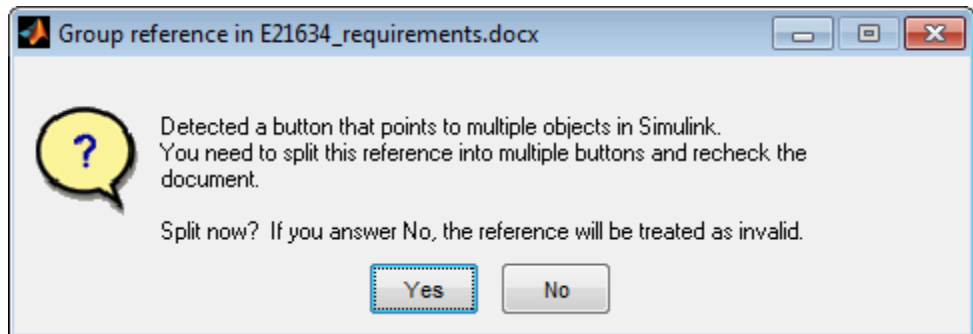 Group reference in E21634_requirements.docx
?
Detected a button that points to multiple objects in Simulink.
You need to split this reference into multiple buttons and recheck the
document.
Split now?  If you answer No, the reference will be treated as invalid.
Yes
No